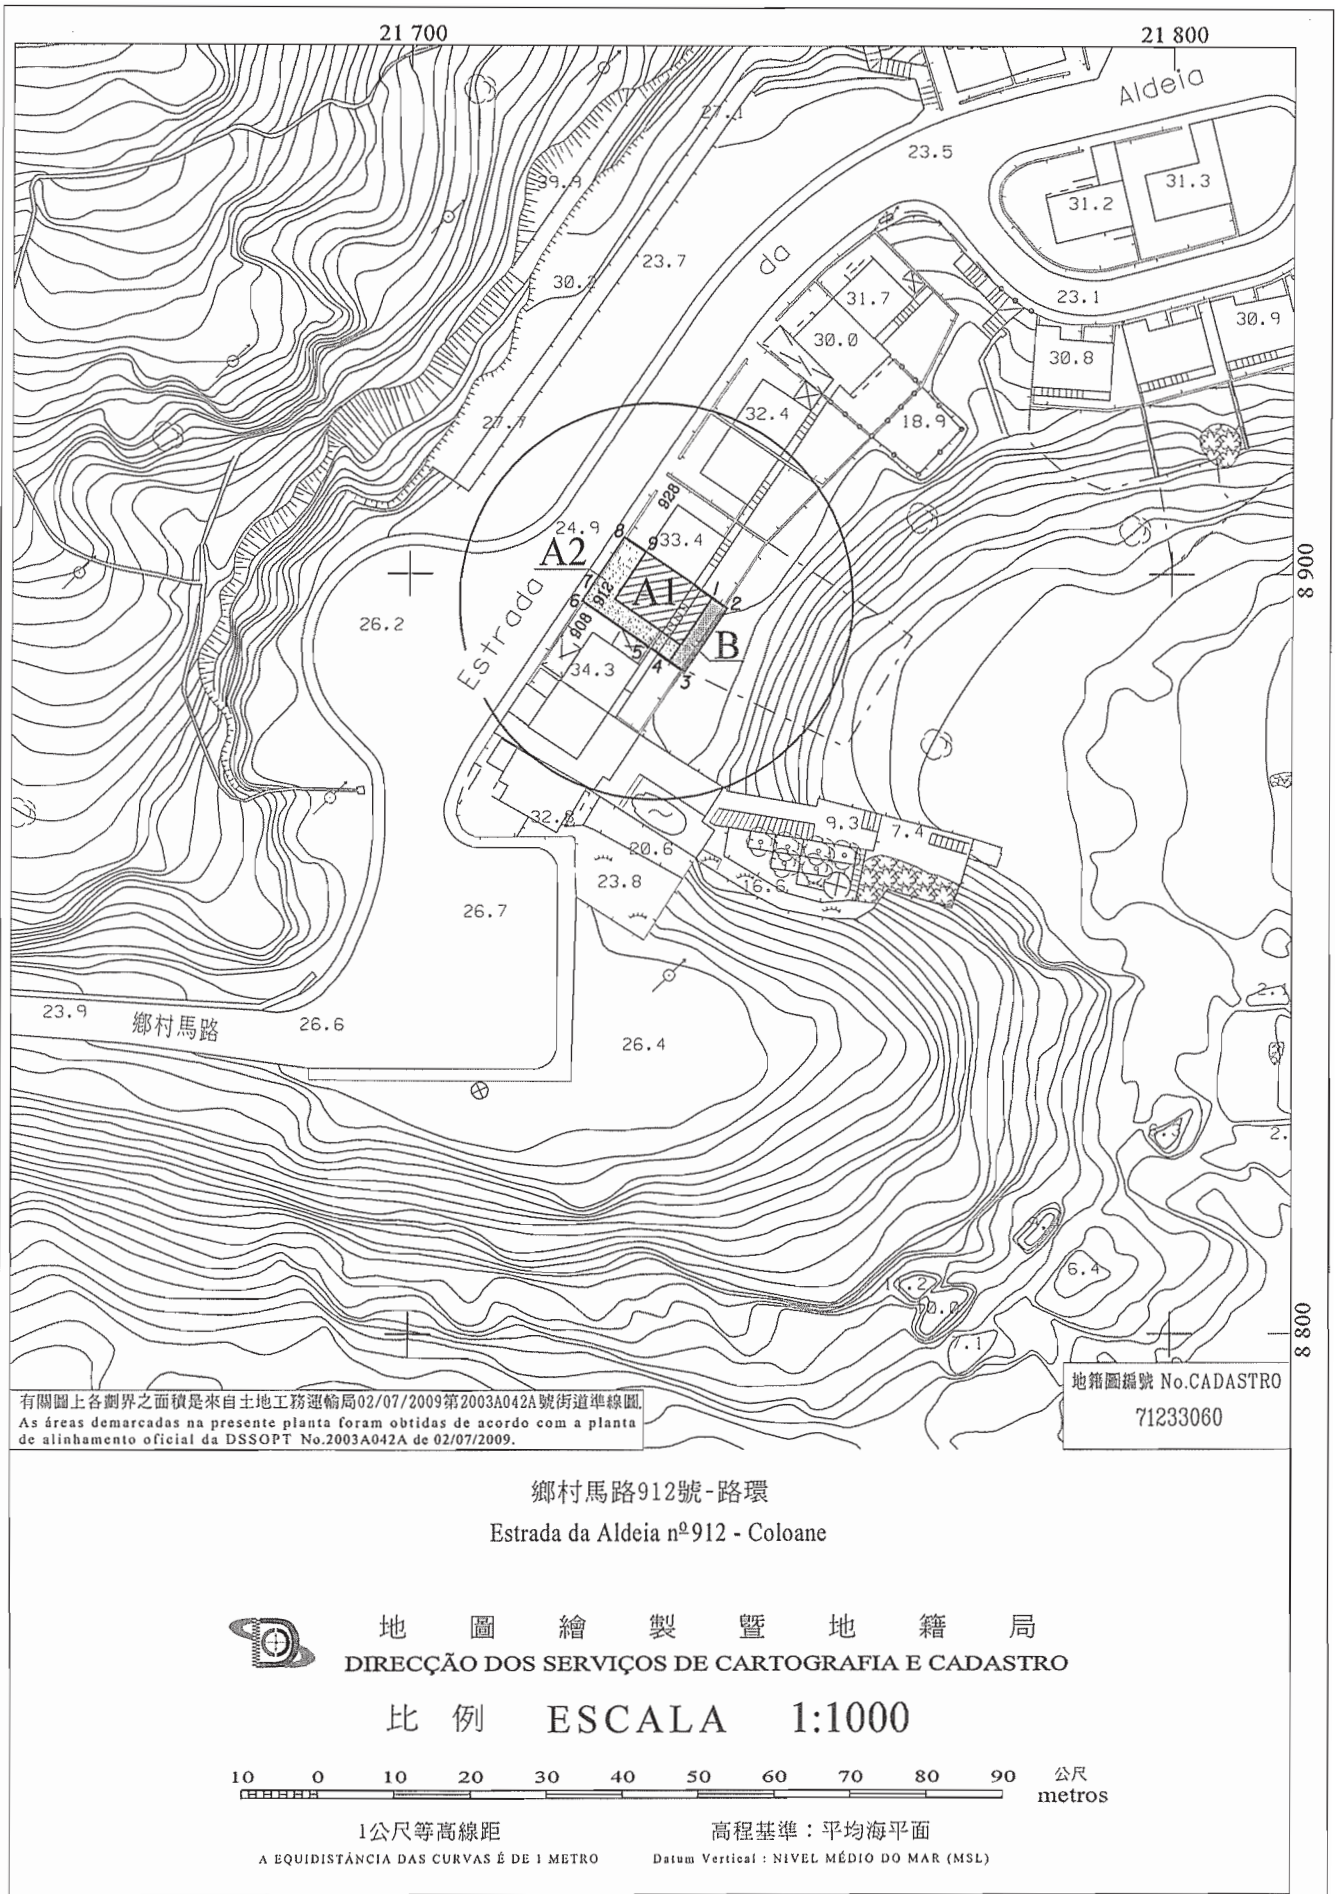 21 700
21 800
Aldeia
27.1
23.5
39.9
31.3
31.2
23.7
da
30.2
31.7
23.1
30.9
30.0
30.8
32.4
27.7
18.9
928
24.9
8
9
33.4
A2
7
A1
1
2
8 900
912
6
26.2
Estrada
908
5
4
B
34.3
3
32.8
9.3
7.4
20.6
23.8
16.6
26.7
2.1
23.9
鄉村馬路
26.6
26.4
2.
6.4
7.1
8 800
有關圖上各劃界之面積是來自土地工務運輸局02/07/2009第2003A042A號街道準線圖.
As áreas demarcadas na presente planta foram obtidas de acordo com a planta
de alinhamento oficial da DSSOPT No.2003A042A de 02/07/2009.
地籍圖編號 No.CADASTRO
71233060
鄉村馬路912號-路環
Estrada da Aldeia nº912 - Coloane
地圖繪製暨地籍局
DIRECÇÃO DOS SERVIÇOS DE CARTOGRAFIA E CADASTRO
比例 ESCALA 1:1000
10 0 10 20 30 40 50 60 70 80 90 公尺
metros
1公尺等高線距
高程基準：平均海平面
A EQUIDISTÂNCIA DAS CURVAS É DE 1 METRO
Datum Vertical : NIVEL MÉDIO DO MAR (MSL)